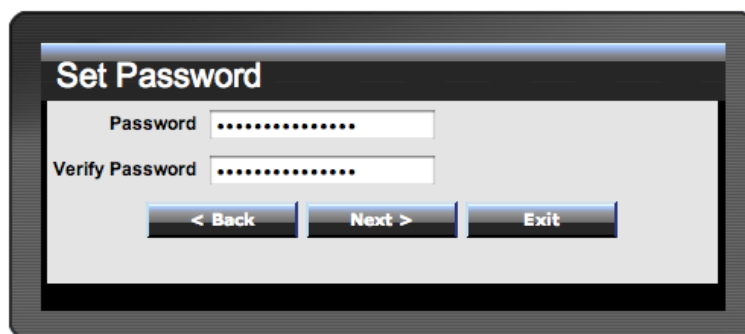 Set Password
Password •••••••••••••••
Verify Password •••••••••••••••
< Back Next > Exit